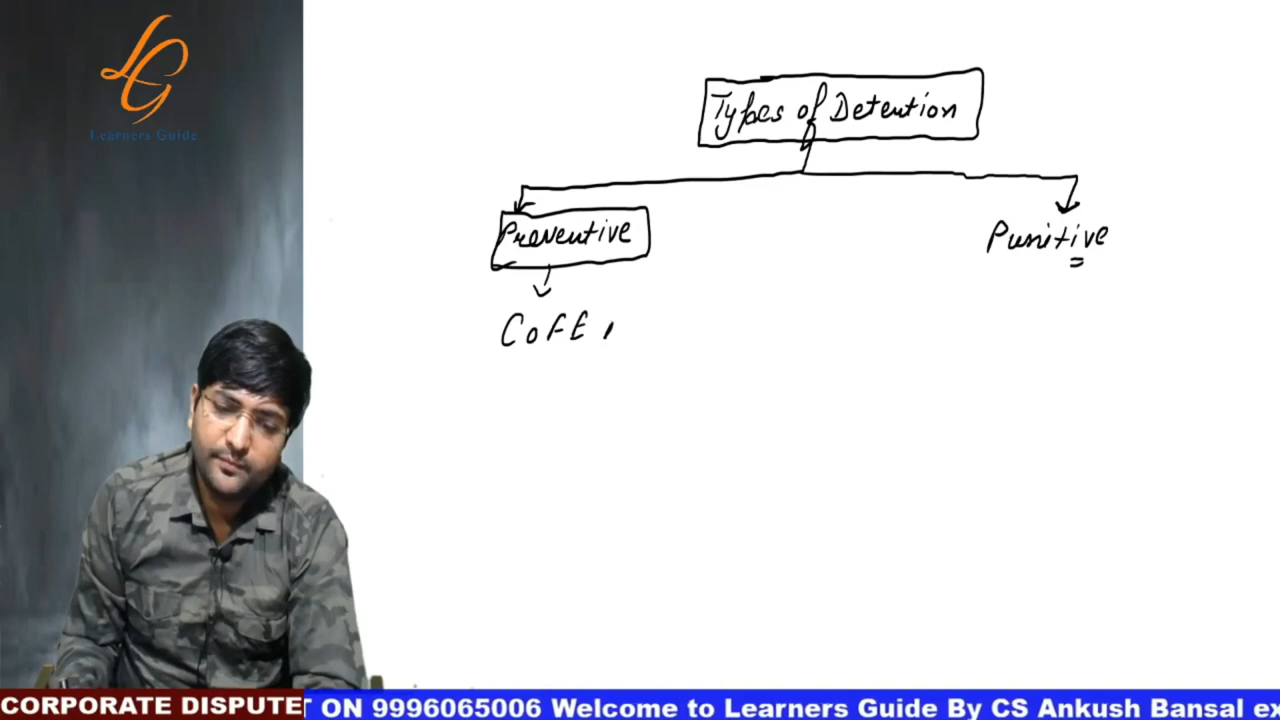 LG
Learners Guide
Types of Detention
Preventive
Punitive
CoFE
CORPORATE DISPUTE
T ON 9996065006 Welcome to Learners Guide By CS Ankush Bansal ex